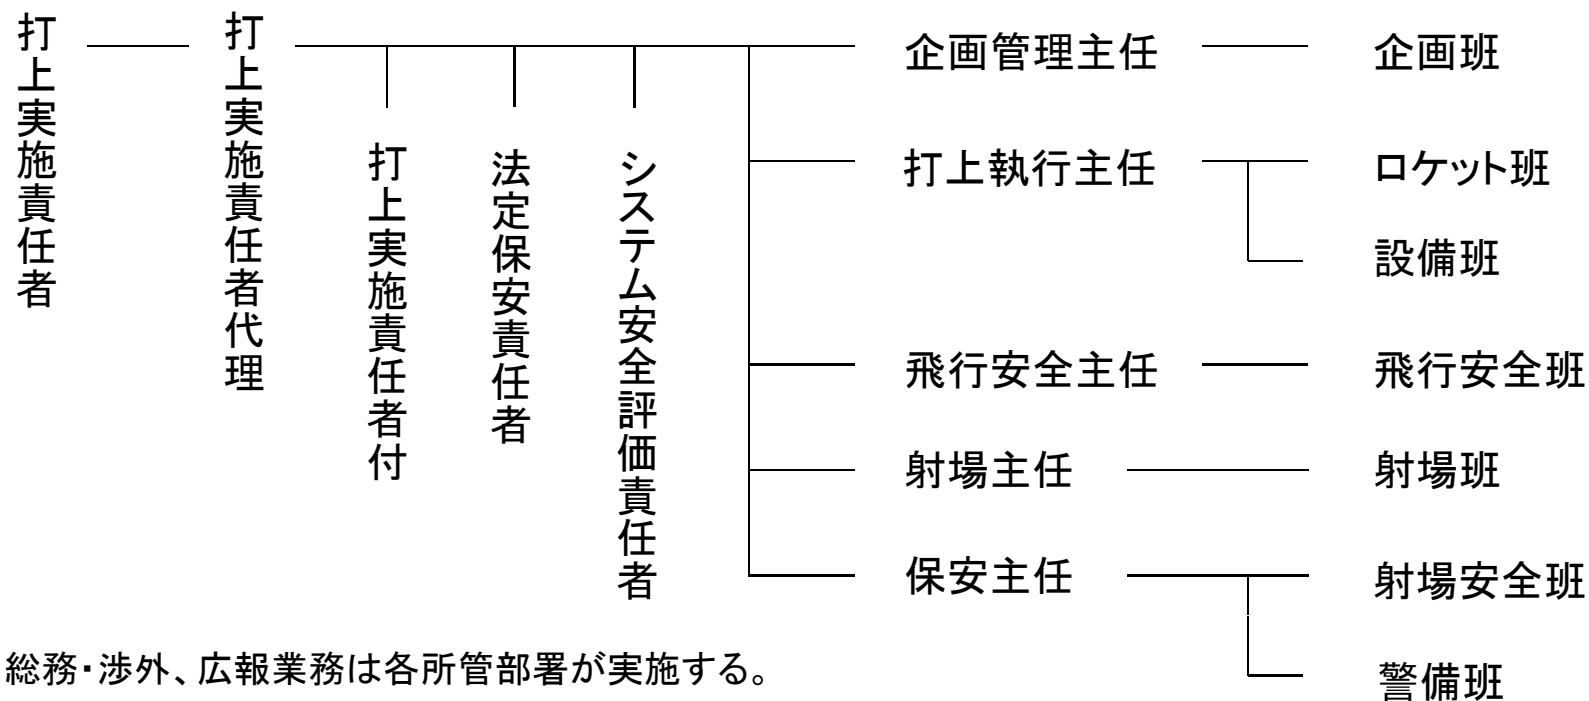 打上実施責任者
打上実施責任者代理
打上実施責任者付
法定保安責任者
システム安全評価責任者
企画管理主任
企画班
打上執行主任
ロケット班
設備班
飛行安全主任
飛行安全班
射場主任
射場班
保安主任
射場安全班
警備班
総務・渉外、広報業務は各所管部署が実施する。